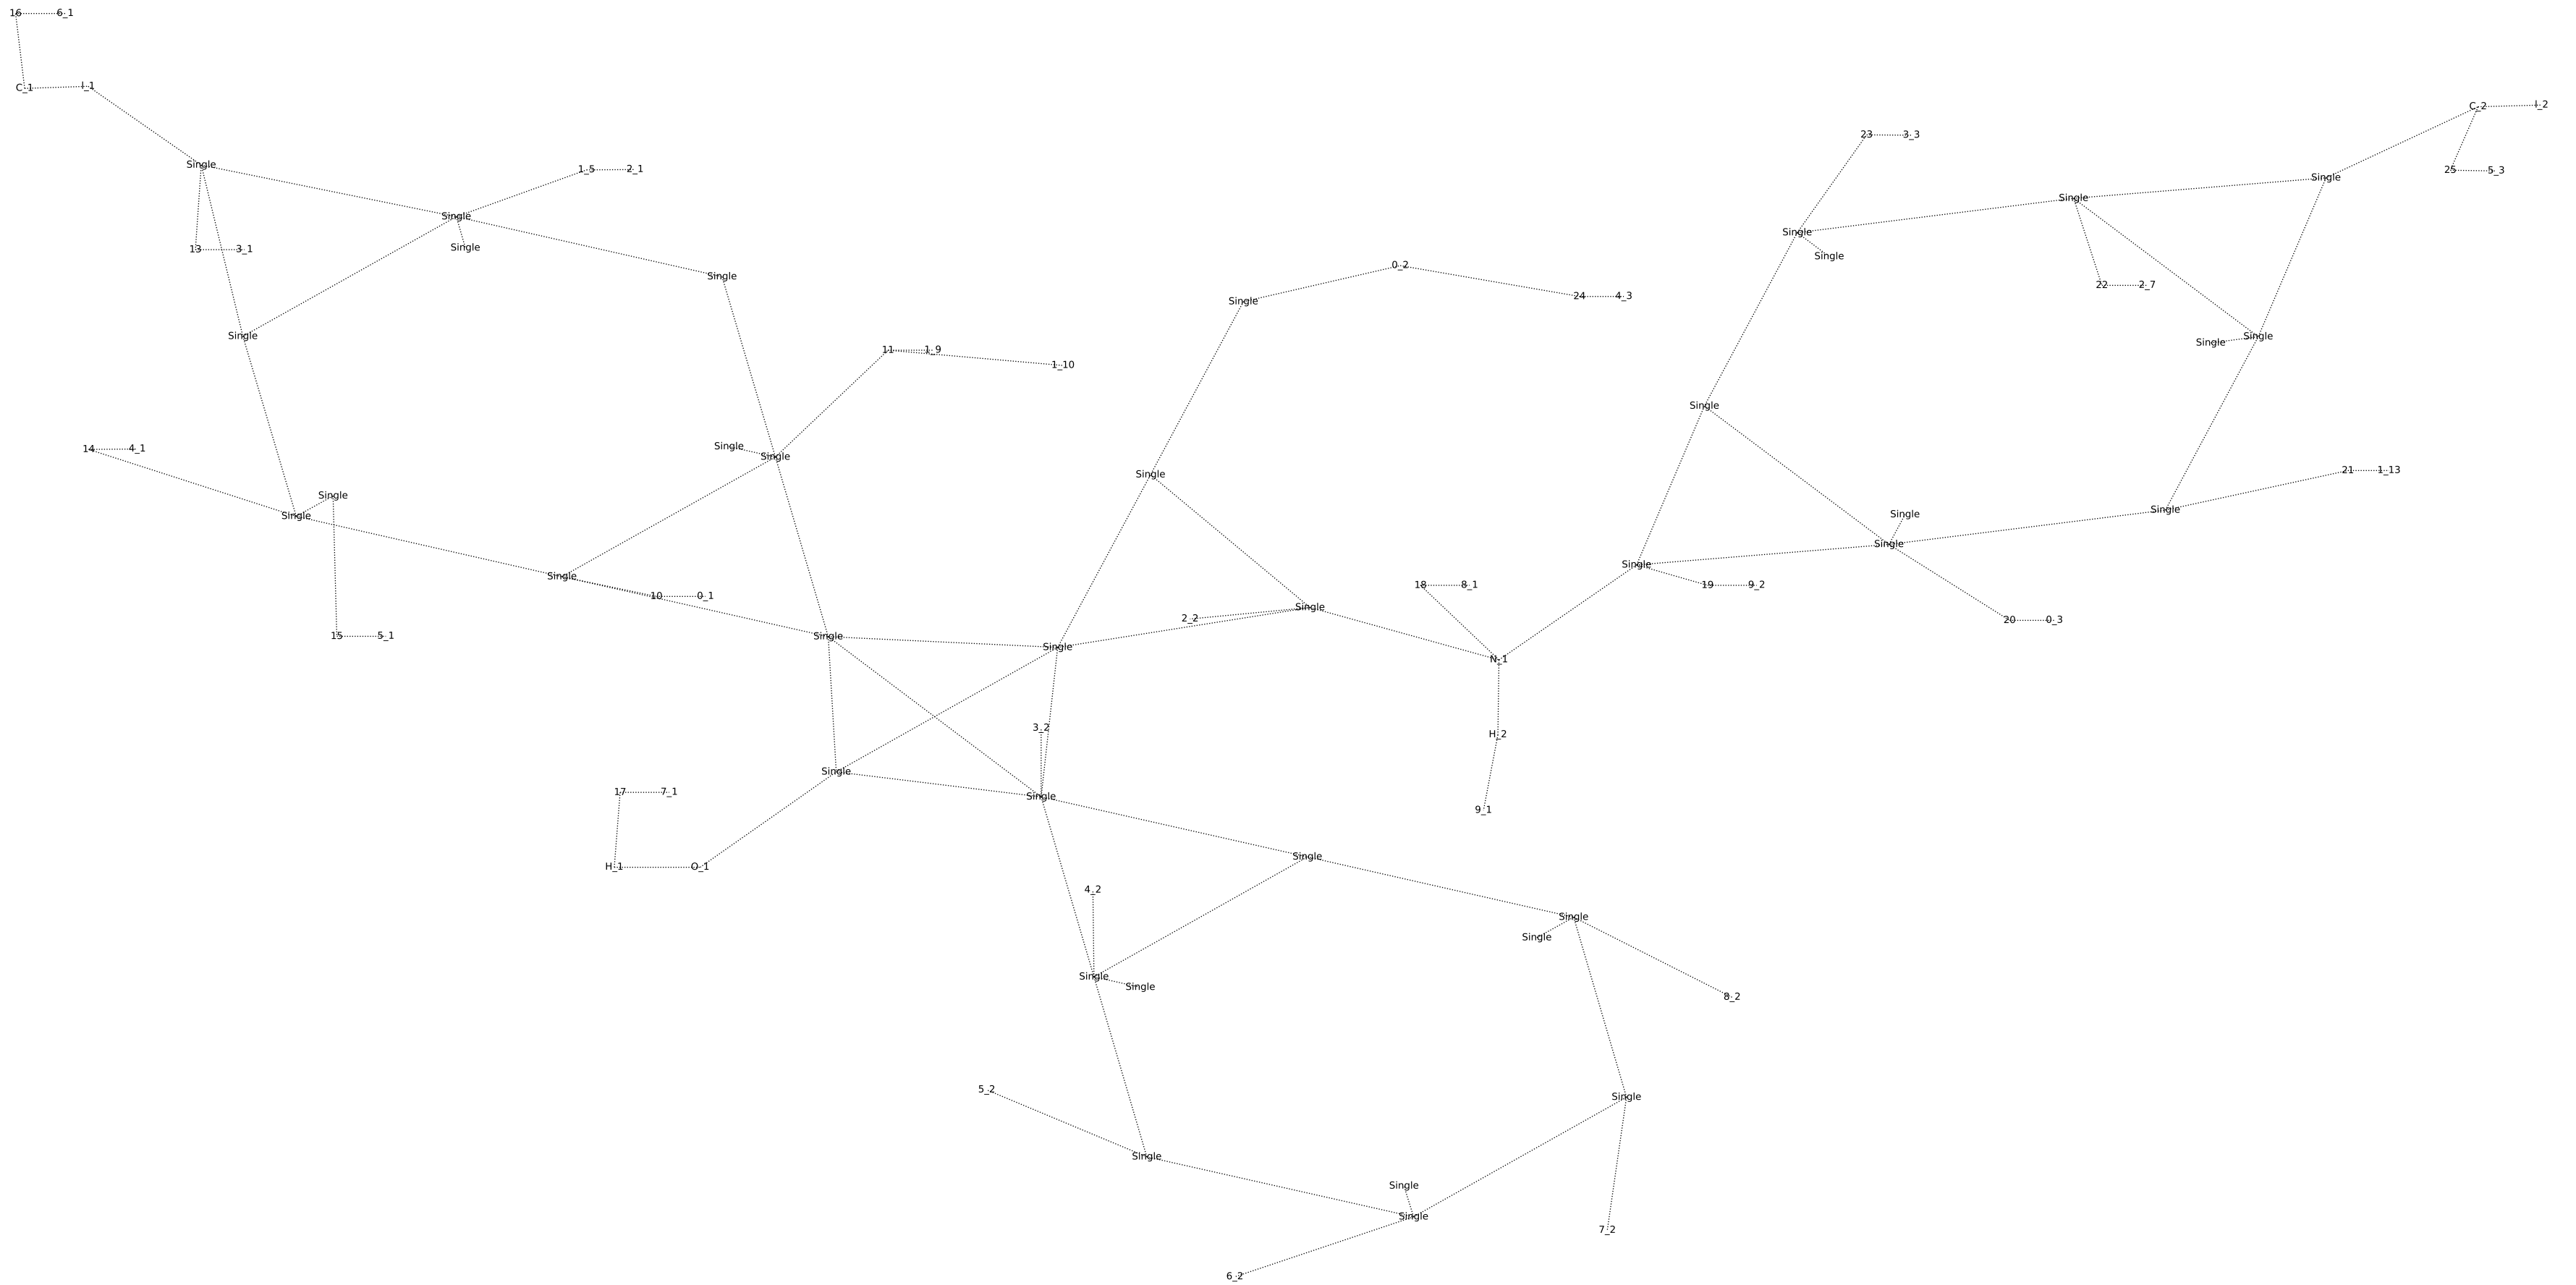 16 6_1
C_1 I_1
C_2 I_2
23 3_3
Single
1_5 2_1
25 5_3
Single
Single
Single
Single
Single
Single
13 3_1
Single
0_2
Single
22 2_7
24 4_3
Single
Single
Single
Single
11 1_9
1_10
Single
Single
14 4_1
Single
21 1_13
Single
Single
Single
Single
Single
Single
Single
Single
18 8_1
19 9_2
10 0_1
Single
2_2
20 0_3
15 5_1
Single
Single
N_1
3_2
H_2
Single
17 7_1
Single
9_1
Single
H_1 O_1
4_2
Single
Single
Single
Single
8_2
5_2
Single
Single
Single
Single
7_2
6_2